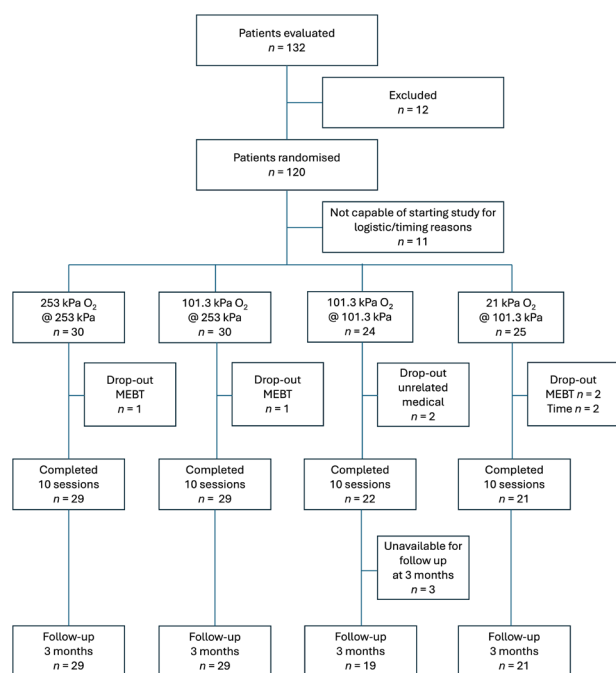 Patients evaluated
n = 132
Excluded
n = 12
Patients randomised
n = 120
Not capable of starting study for
logistic/timing reasons
n = 11
253 kPa O₂
@ 253 kPa
n = 30
101.3 kPa O₂
@ 253 kPa
n = 30
101.3 kPa O₂
@ 101.3 kPa
n = 24
21 kPa O₂
@ 101.3 kPa
n = 25
Drop-out
MEBT
n = 1
Drop-out
MEBT
n = 1
Drop-out
unrelated
medical
n = 2
Drop-out
MEBT n = 2
Time n = 2
Completed
10 sessions
n = 29
Completed
10 sessions
n = 29
Completed
10 sessions
n = 22
Completed
10 sessions
n = 21
Unavailable for
follow up
at 3 months
n = 3
Follow-up
3 months
n = 29
Follow-up
3 months
n = 29
Follow-up
3 months
n = 19
Follow-up
3 months
n = 21